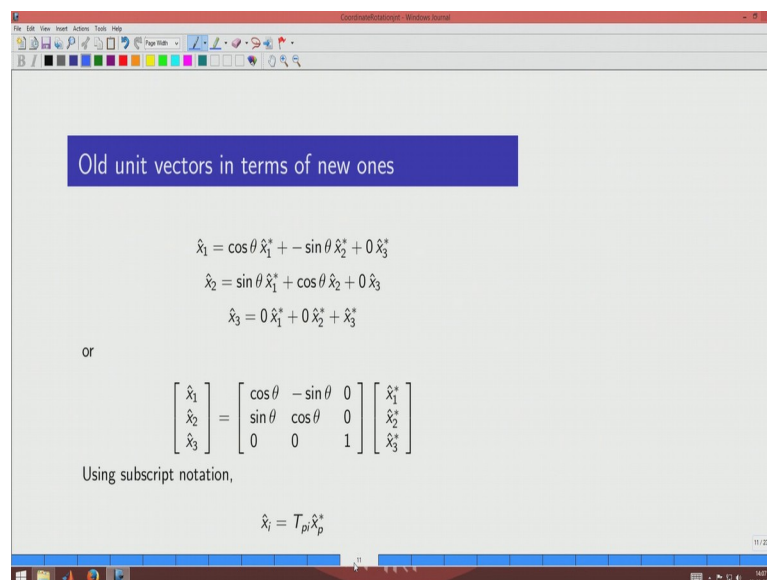 CoordinateRotation.jnt - Windows Journal
File Edit View Insert Actions Tools Help
Page Width
B I
Old unit vectors in terms of new ones
x̂₁ = cos θ x̂₁* + − sin θ x̂₂* + 0 x̂₃*
x̂₂ = sin θ x̂₁* + cos θ x̂₂ + 0 x̂₃
x̂₃ = 0 x̂₁* + 0 x̂₂* + x̂₃*
or
[ x̂₁ ] [ cos θ − sin θ 0 ] [ x̂₁* ]
[ x̂₂ ] = [ sin θ cos θ 0 ] [ x̂₂* ]
[ x̂₃ ] [ 0 0 1 ] [ x̂₃* ]
Using subscript notation,
x̂ᵢ = Tₚᵢ x̂ₚ*
11